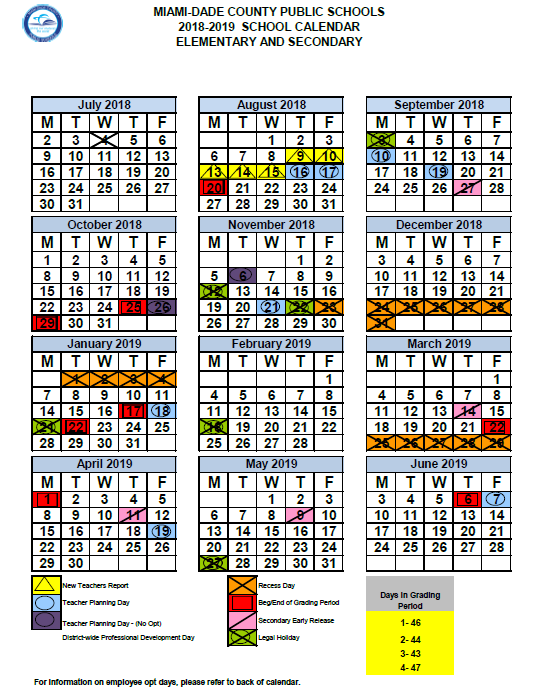 MIAMI-DADE COUNTY PUBLIC SCHOOLS
2018-2019 SCHOOL CALENDAR
ELEMENTARY AND SECONDARY
July 2018
M T W T F
2 3 4 5 6
9 10 11 12 13
16 17 18 19 20
23 24 25 26 27
30 31
August 2018
M T W T F
1 2 3
6 7 8 9 10
13 14 15 16 17
20 21 22 23 24
27 28 29 30 31
September 2018
M T W T F
3 4 5 6 7
10 11 12 13 14
17 18 19 20 21
24 25 26 27 28
October 2018
M T W T F
1 2 3 4 5
8 9 10 11 12
15 16 17 18 19
22 23 24 25 26
29 30 31
November 2018
M T W T F
1 2
5 6 7 8 9
12 13 14 15 16
19 20 21 22 23
26 27 28 29 30
December 2018
M T W T F
3 4 5 6 7
10 11 12 13 14
17 18 19 20 21
24 25 26 27 28
31
January 2019
M T W T F
1 2 3 4
7 8 9 10 11
14 15 16 17 18
21 22 23 24 25
28 29 30 31
February 2019
M T W T F
1
4 5 6 7 8
11 12 13 14 15
18 19 20 21 22
25 26 27 28
March 2019
M T W T F
1
4 5 6 7 8
11 12 13 14 15
18 19 20 21 22
25 26 27 28 29
April 2019
M T W T F
1 2 3 4 5
8 9 10 11 12
15 16 17 18 19
22 23 24 25 26
29 30
May 2019
M T W T F
1 2 3
6 7 8 9 10
13 14 15 16 17
20 21 22 23 24
27 28 29 30 31
June 2019
M T W T F
3 4 5 6 7
10 11 12 13 14
17 18 19 20 21
24 25 26 27 28
New Teachers Report
Teacher Planning Day
Teacher Planning Day - (No Opt)
District-wide Professional Development Day
Recess Day
Beg/End of Grading Period
Secondary Early Release
Legal Holiday
Days in Grading
Period
1- 46
2- 44
3- 43
4- 47
For information on employee opt days, please refer to back of calendar.